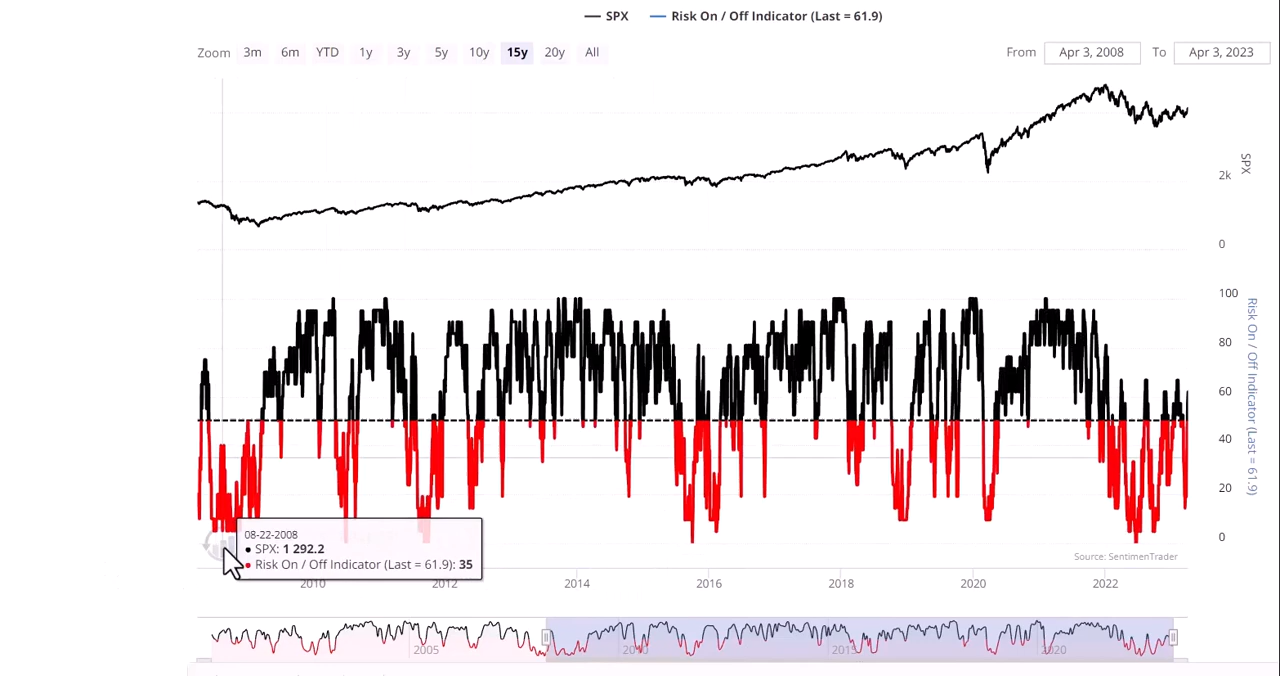 SPX Risk On / Off Indicator (Last = 61.9)
Zoom 3m 6m YTD 1y 3y 5y 10y 15y 20y All From Apr 3, 2008 To Apr 3, 2023
SPX
2k
0
100
80
60
40
20
0
Risk On / Off Indicator (Last = 61.9)
08-22-2008
SPX: 1 292.2
Risk On / Off Indicator (Last = 61.9): 35
Source: SentimenTrader
2010 2012 2014 2016 2018 2020 2022
2005 2010 2015 2020